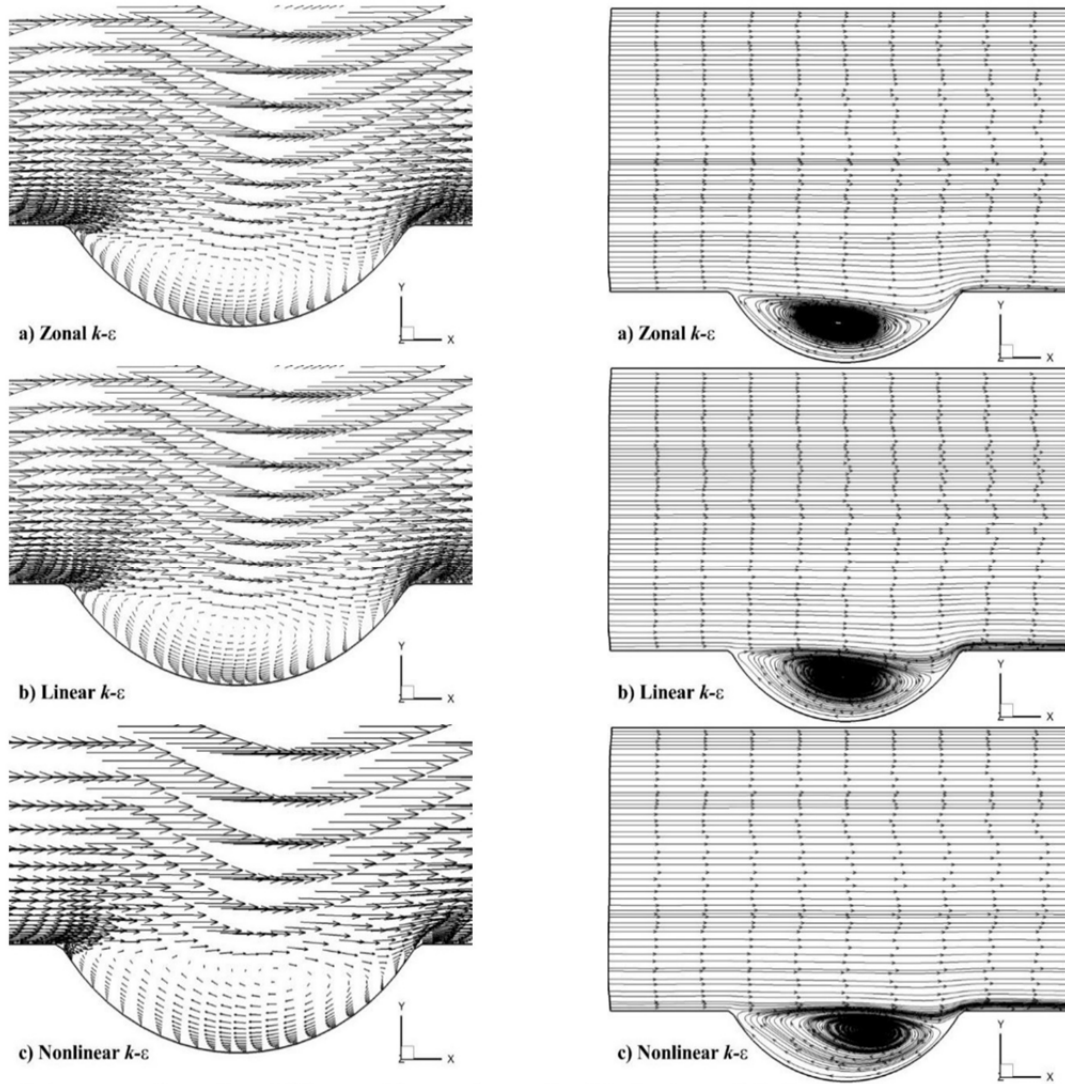 Y
Z X
a) Zonal k-ε
Y
Z X
a) Zonal k-ε
Y
Z X
b) Linear k-ε
Y
Z X
b) Linear k-ε
Y
Z X
c) Nonlinear k-ε
Y
Z X
c) Nonlinear k-ε